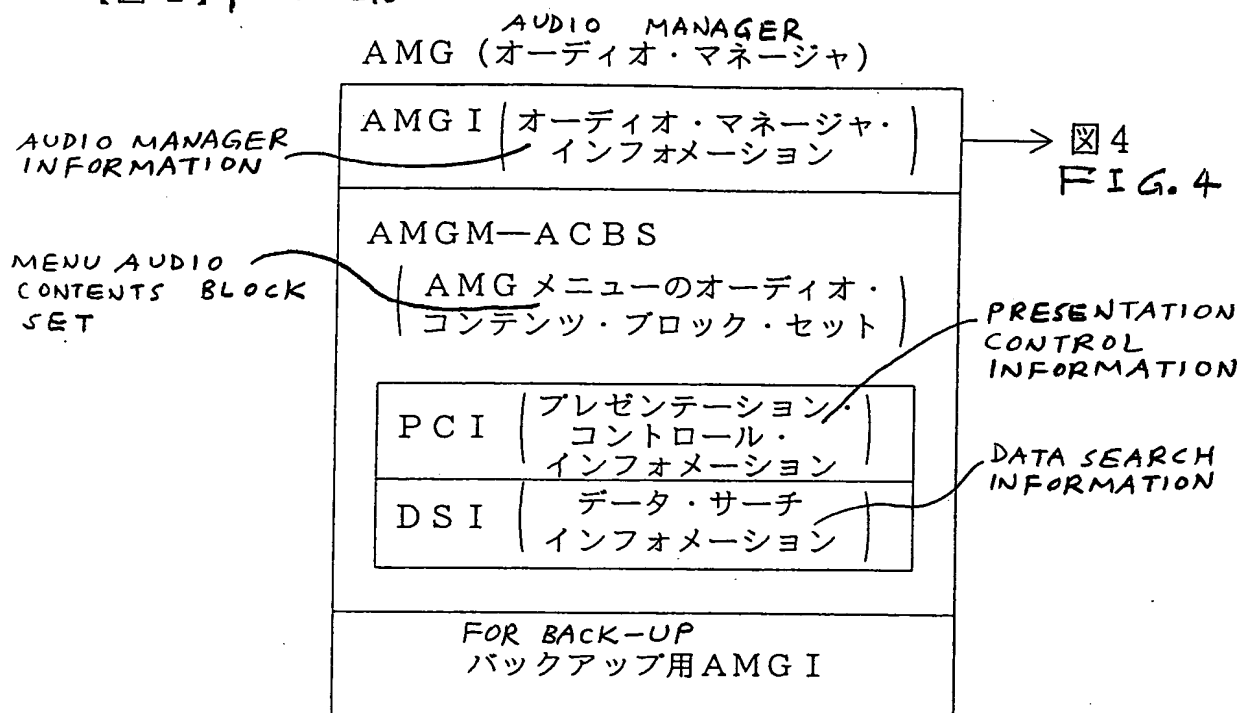 AUDIO MANAGER
AMG (オーディオ・マネージャ)
AMGI (オーディオ・マネージャ・
インフォメーション)
AUDIO MANAGER
INFORMATION
→ 図4
FIG. 4
AMGM—ACBS
(AMGメニューのオーディオ・
コンテンツ・ブロック・セット)
MENU AUDIO
CONTENTS BLOCK
SET
PRESENTATION
CONTROL
INFORMATION
PCI (プレゼンテーション・
コントロール・
インフォメーション)
DATA SEARCH
INFORMATION
DSI (データ・サーチ
インフォメーション)
FOR BACK-UP
バックアップ用AMGI